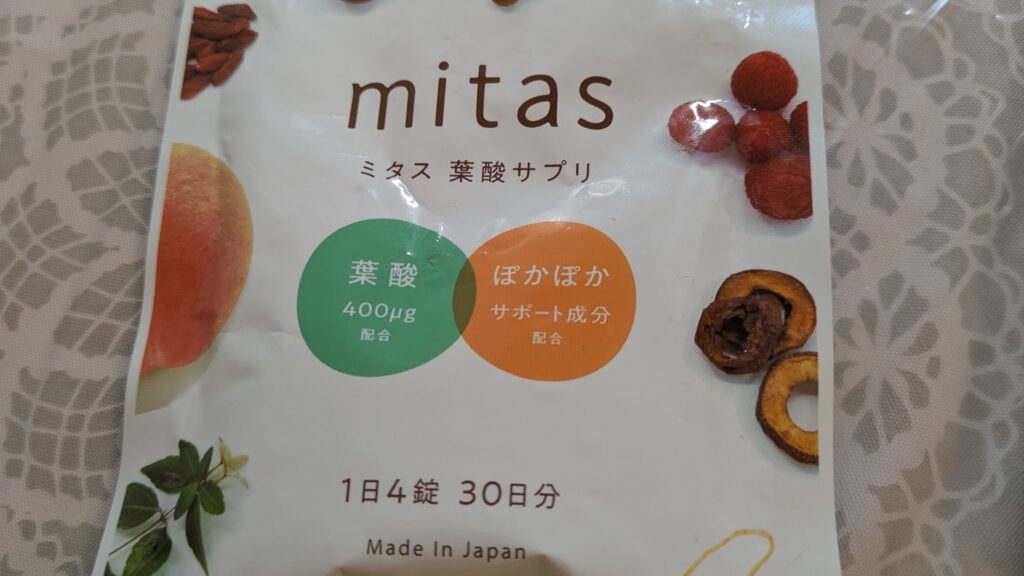 mitas
ミタス 葉酸サプリ
葉酸
400μg
配合
ぽかぽか
サポート成分
配合
1日4錠 30日分
Made In Japan